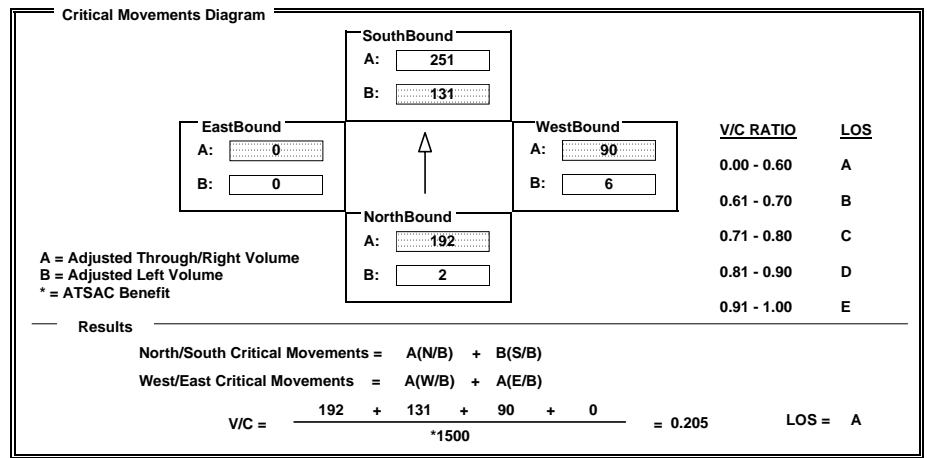 Critical Movements Diagram
SouthBound
A: 251
B: 131
EastBound
A: 0
B: 0
WestBound
A: 90
B: 6
NorthBound
A: 192
B: 2
V/C RATIO LOS
0.00 - 0.60 A
0.61 - 0.70 B
0.71 - 0.80 C
0.81 - 0.90 D
0.91 - 1.00 E
A = Adjusted Through/Right Volume
B = Adjusted Left Volume
* = ATSAC Benefit
Results
North/South Critical Movements = A(N/B) + B(S/B)
West/East Critical Movements = A(W/B) + A(E/B)
192 + 131 + 90 + 0
V/C = = 0.205 LOS = A
*1500